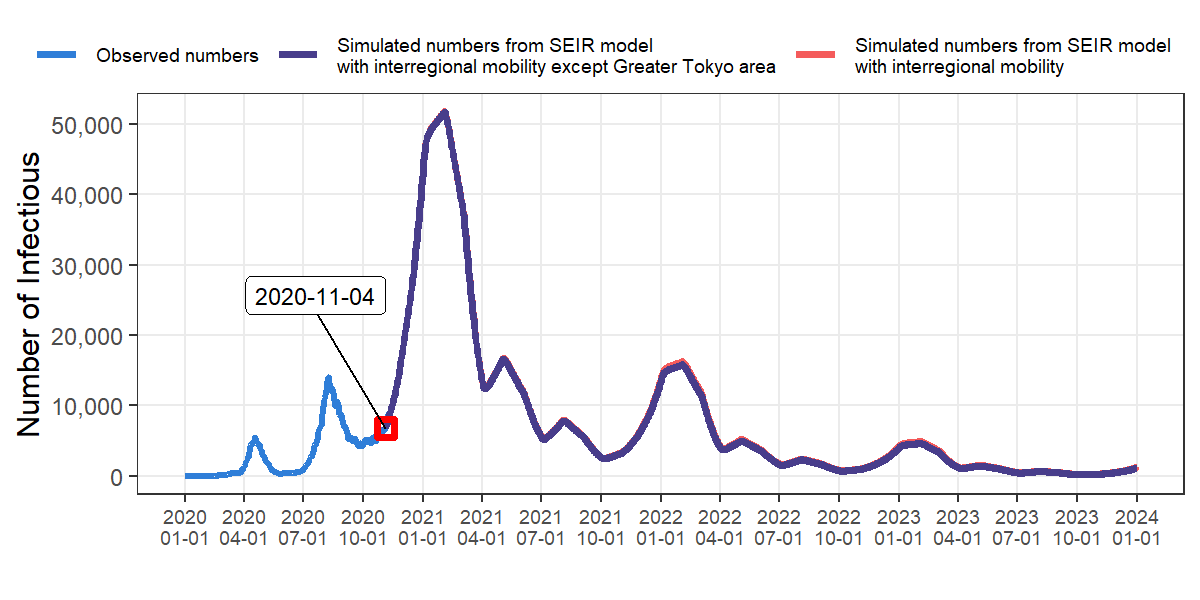 Observed numbers
Simulated numbers from SEIR model
with interregional mobility except Greater Tokyo area
Simulated numbers from SEIR model
with interregional mobility
Number of Infectious
50,000
40,000
30,000
20,000
10,000
0
2020-11-04
2020 2020 2020 2020 2021 2021 2021 2021 2022 2022 2022 2022 2023 2023 2023 2023 2024
01-01 04-01 07-01 10-01 01-01 04-01 07-01 10-01 01-01 04-01 07-01 10-01 01-01 04-01 07-01 10-01 01-01